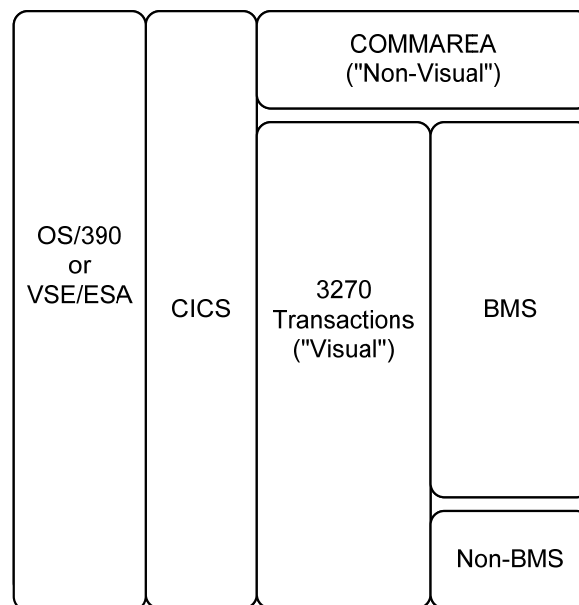 COMMAREA
("Non-Visual")
OS/390
or
VSE/ESA
CICS
3270
Transactions
("Visual")
BMS
Non-BMS